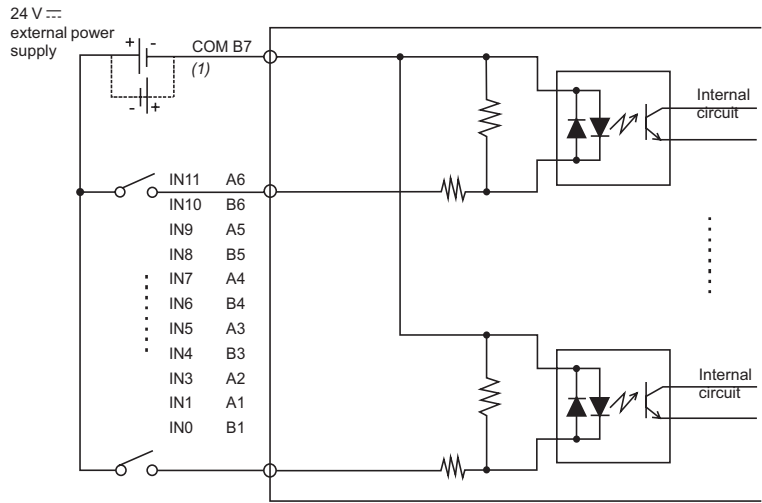 24 V ⎓
external power
supply
+ -
COM B7
(1)
- +
Internal
circuit
IN11 A6
IN10 B6
IN9 A5
IN8 B5
IN7 A4
IN6 B4
IN5 A3
IN4 B3
IN3 A2
IN1 A1
IN0 B1
Internal
circuit